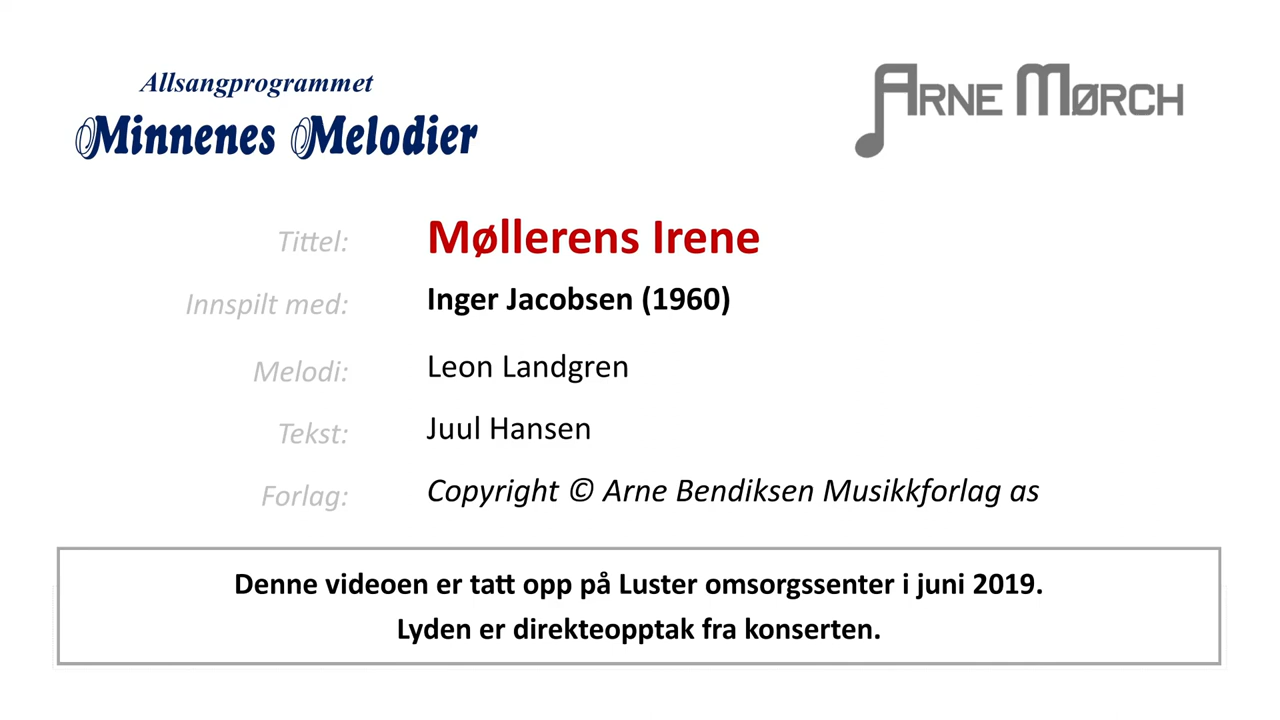 Allsangprogrammet
Minnenes Melodier
ARNE MØRCH
Tittel: Møllerens Irene
Innspilt med: Inger Jacobsen (1960)
Melodi: Leon Landgren
Tekst: Juul Hansen
Forlag: Copyright © Arne Bendiksen Musikkforlag as
Denne videoen er tatt opp på Luster omsorgssenter i juni 2019.
Lyden er direkteopptak fra konserten.